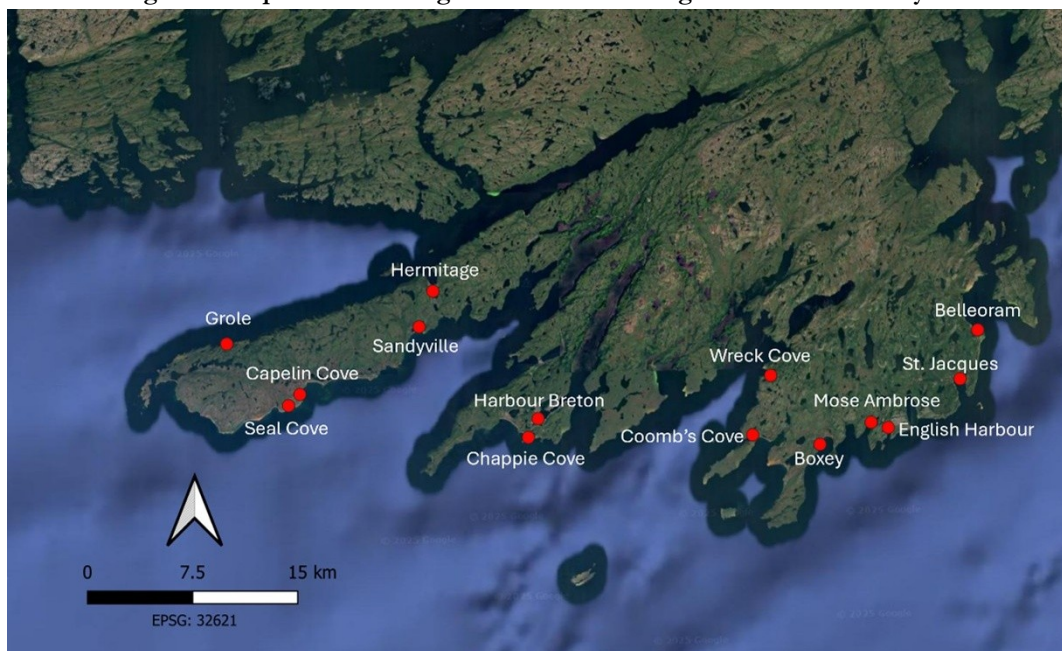 Hermitage
Belleoram
Grole
Sandyville
Wreck Cove
St. Jacques
Capelin Cove
Harbour Breton
Mose Ambrose
Seal Cove
Coomb's Cove
English Harbour
Chappie Cove
Boxey
0 7.5 15 km
EPSG: 32621